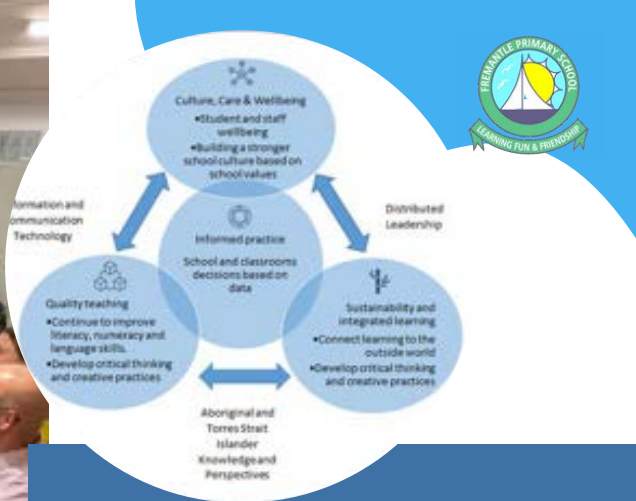 FREMANTLE PRIMARY SCHOOL
LEARNING FUN & FRIENDSHIP
Culture, Care & Wellbeing
•Student and staff
wellbeing
•Building a stronger
school culture based on
school values
formation and
ommunication
Technology
Distributed
Leadership
Informed practice
School and classrooms
decisions based on
data
Quality teaching
•Continue to improve
literacy, numeracy and
language skills.
•Develop critical thinking
and creative practices
Sustainability and
integrated learning
•Connect learning to the
outside world
•Develop critical thinking
and creative practices
Aboriginal and
Torres Strait
Islander
Knowledge and
Perspectives